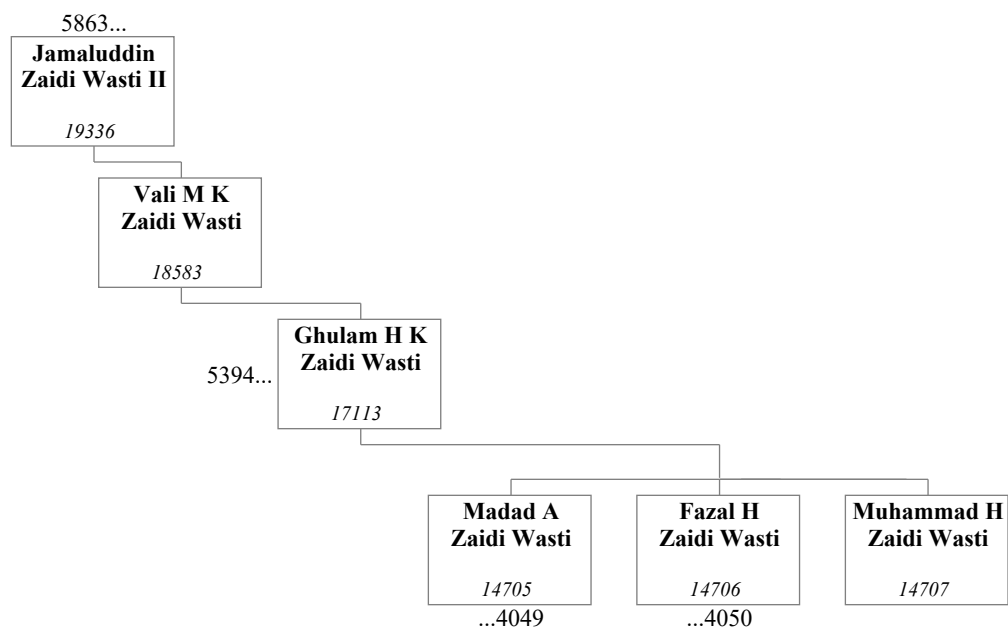 5863...
Jamaluddin
Zaidi Wasti II
19336
Vali M K
Zaidi Wasti
18583
Ghulam H K
Zaidi Wasti
5394...
17113
Madad A
Zaidi Wasti
14705
...4049
Fazal H
Zaidi Wasti
14706
...4050
Muhammad H
Zaidi Wasti
14707